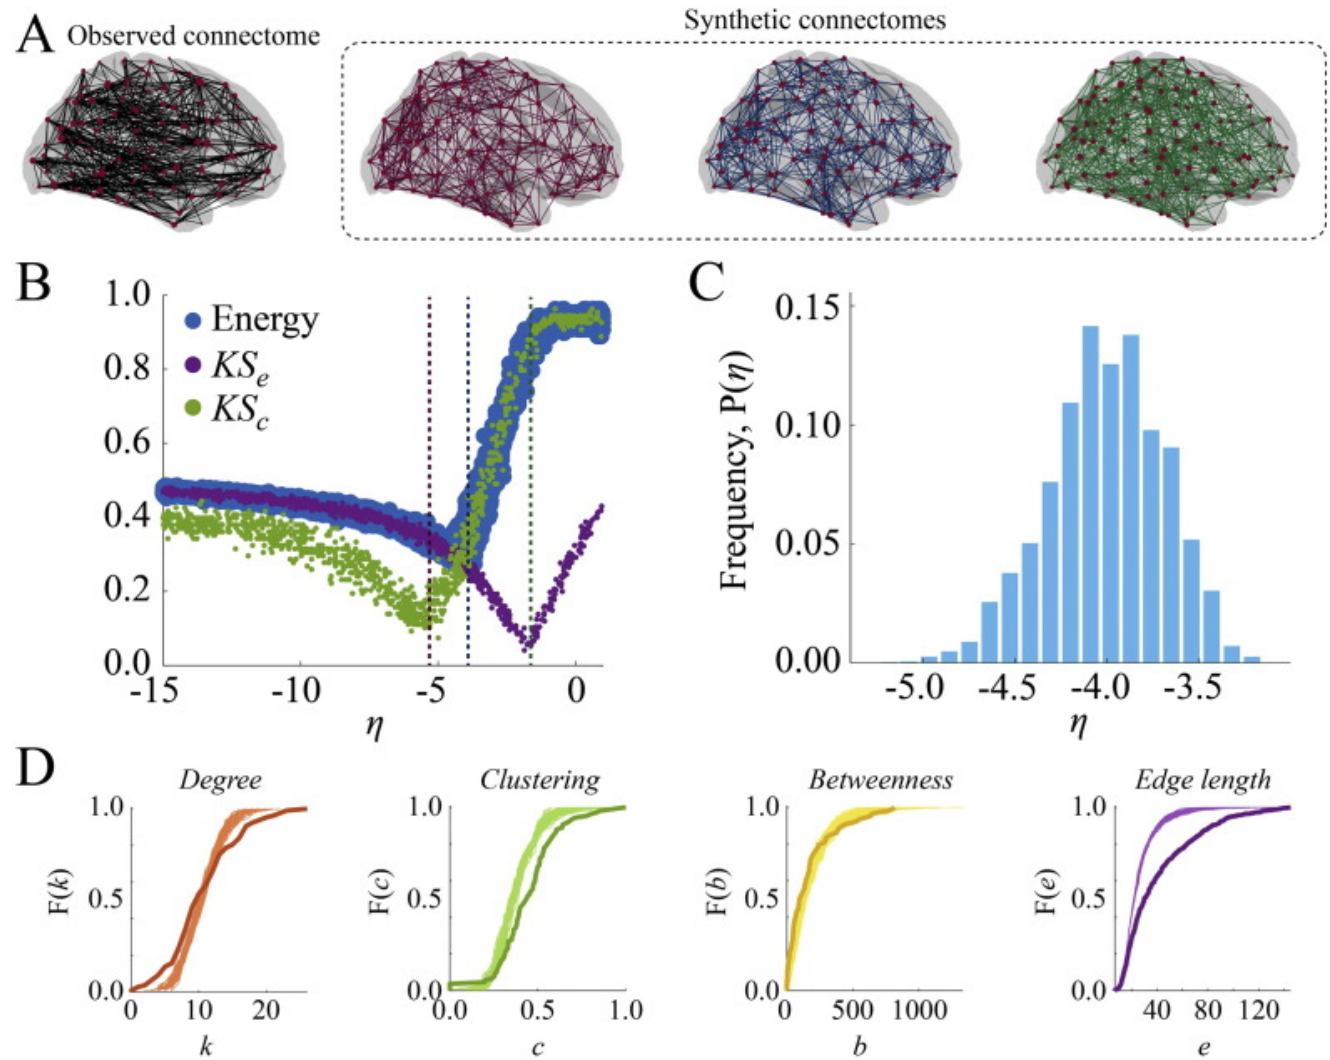 A
Observed connectome
Synthetic connectomes
B
1.0
0.8
0.6
0.4
0.2
0.0
Energy
KSe
KSc
-15
-10
-5
0
η
C
Frequency, P(η)
0.15
0.10
0.05
0.00
-5.0
-4.5
-4.0
-3.5
η
D
Degree
F(k)
1.0
0.5
0.0
0
10
20
k
Clustering
F(c)
1.0
0.5
0.0
0.0
0.5
1.0
c
Betweenness
F(b)
1.0
0.5
0.0
0
500
1000
b
Edge length
F(e)
1.0
0.5
0.0
40
80
120
e